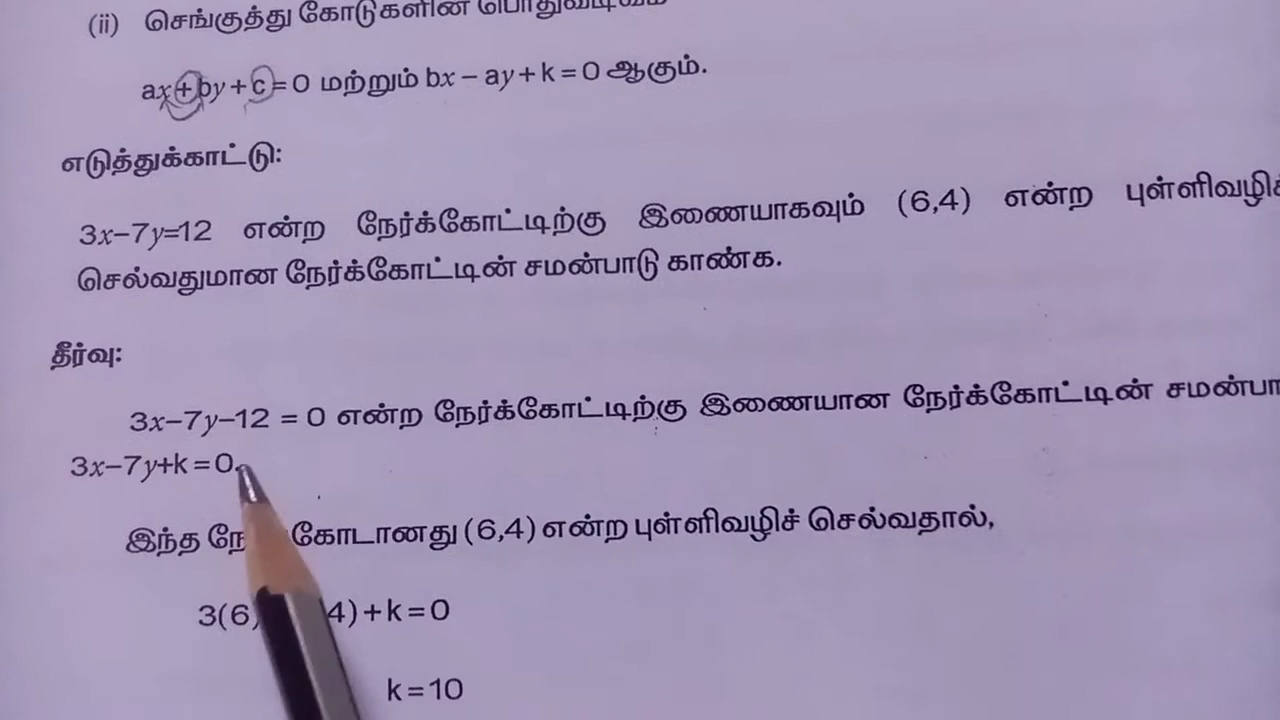 (ii) செங்குத்து கோடுகளின் பொதுவடிவம்
ax+by+c=0 மற்றும் bx – ay + k = 0 ஆகும்.
எடுத்துக்காட்டு:
3x–7y=12 என்ற நேர்க்கோட்டிற்கு இணையாகவும் (6,4) என்ற புள்ளிவழிச்
செல்வதுமான நேர்க்கோட்டின் சமன்பாடு காண்க.
தீர்வு:
3x–7y–12 = 0 என்ற நேர்க்கோட்டிற்கு இணையான நேர்க்கோட்டின்
3x–7y+k=0
இந்த (6,4) என்ற புள்ளிவழிச் செல்வதால்,
3(6) 4)+k=0
k=10